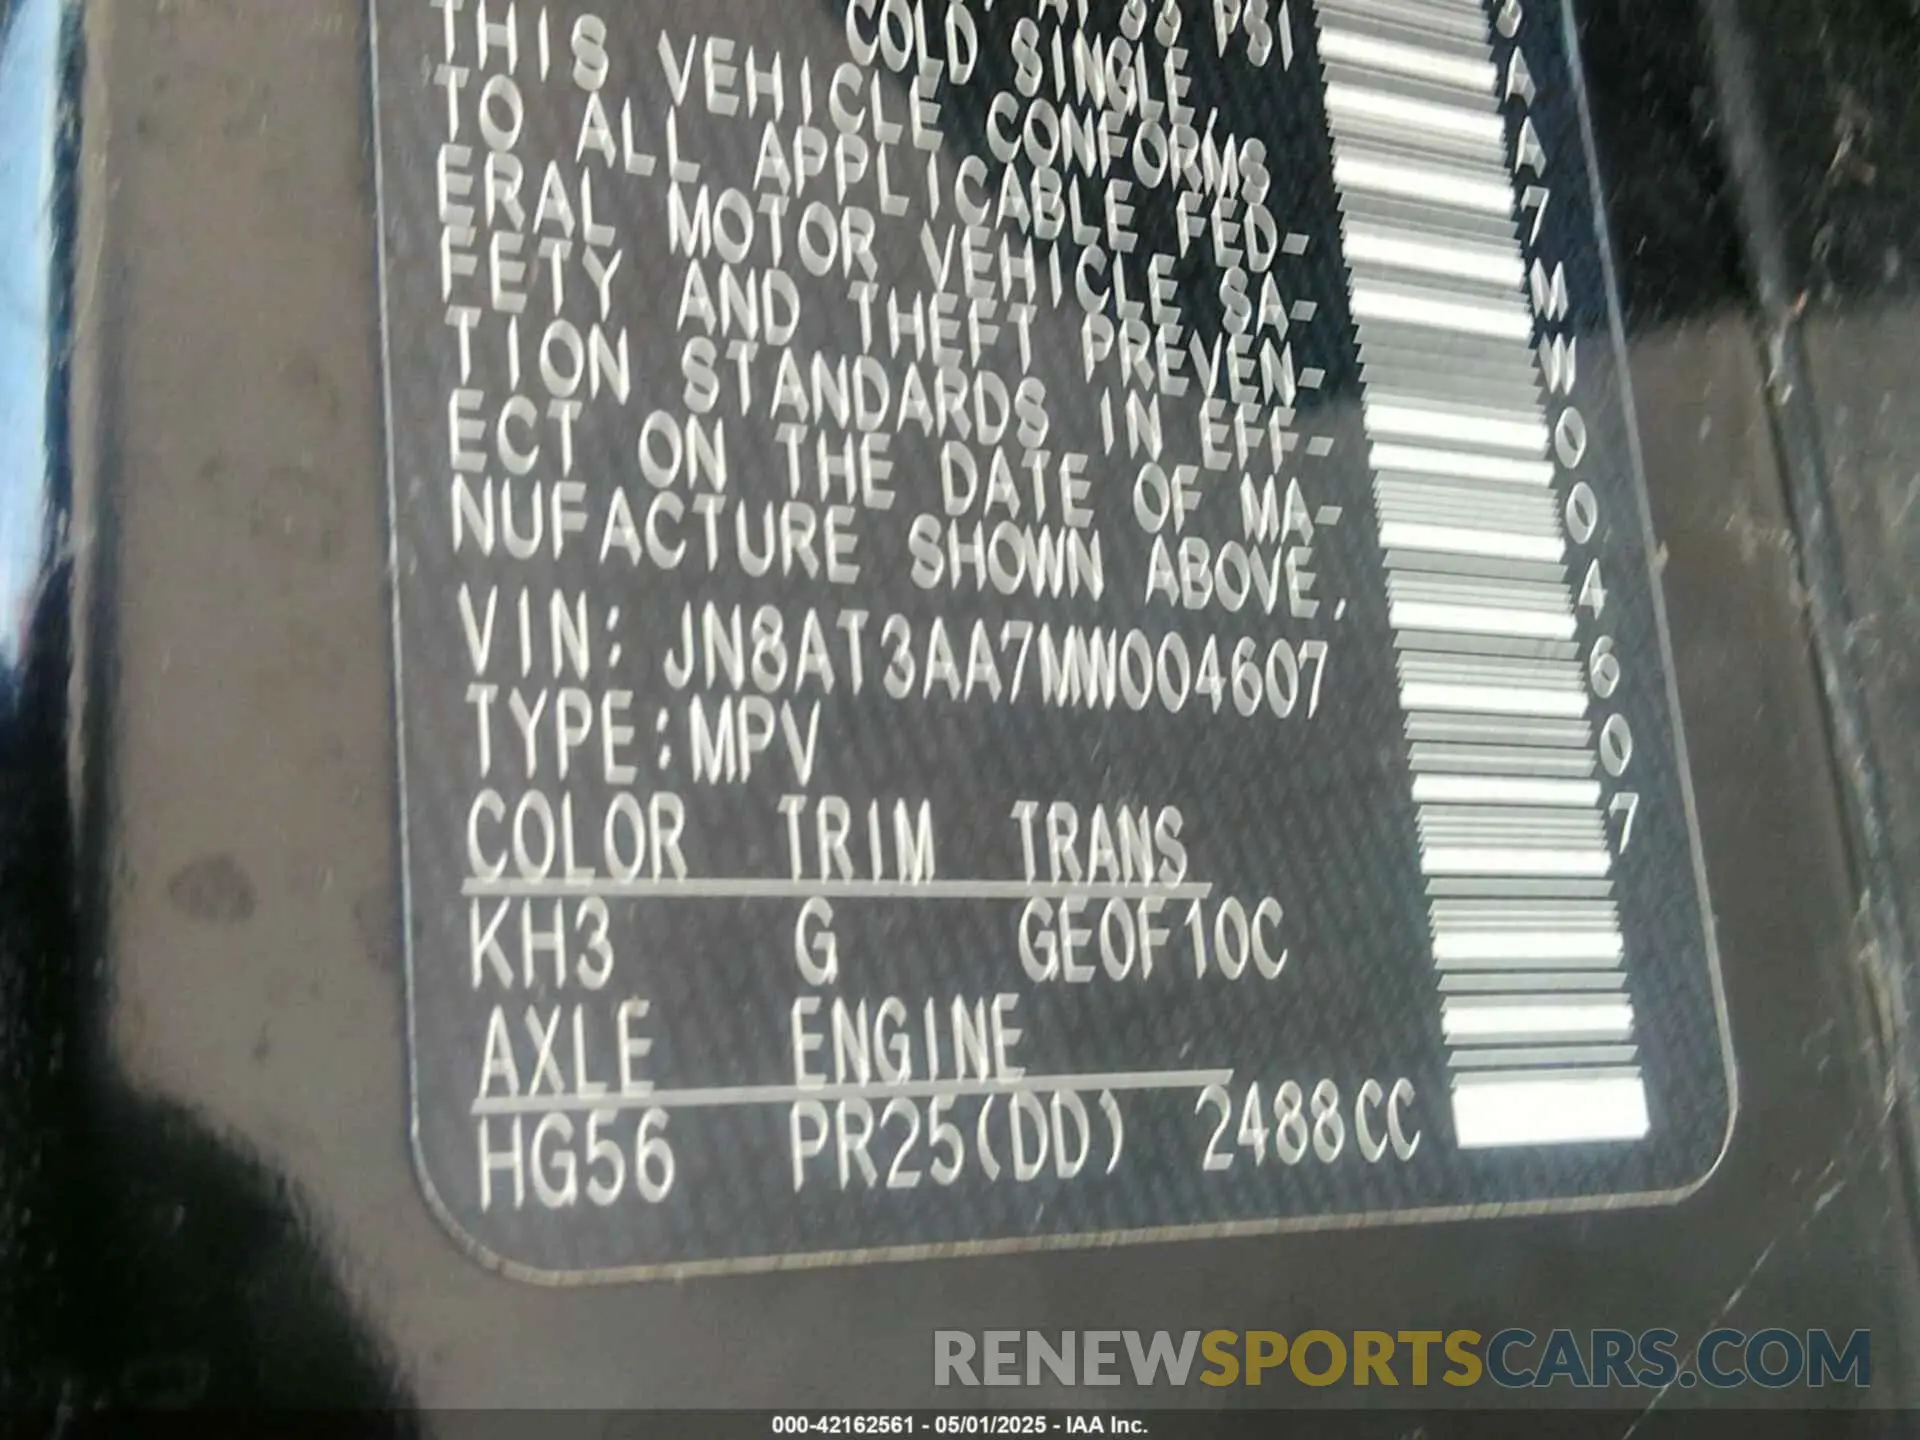 PSI
COLD SINGLE,
THIS VEHICLE CONFORMS
TO ALL APPLICABLE FED-
ERAL MOTOR VEHICLE SA-
FETY AND THEFT PREVEN-
TION STANDARDS IN EFF-
ECT ON THE DATE OF MA-
NUFACTURE SHOWN ABOVE.
VIN: JN8AT3AA7MW004607
TYPE:MPV
COLOR TRIM TRANS
KH3 G GE0F10C
AXLE ENGINE
HG56 PR25(DD) 2488CC
3AA7MW004607
RENEWSPORTSCARS.COM
000-42162561 - 05/01/2025 - IAA Inc.